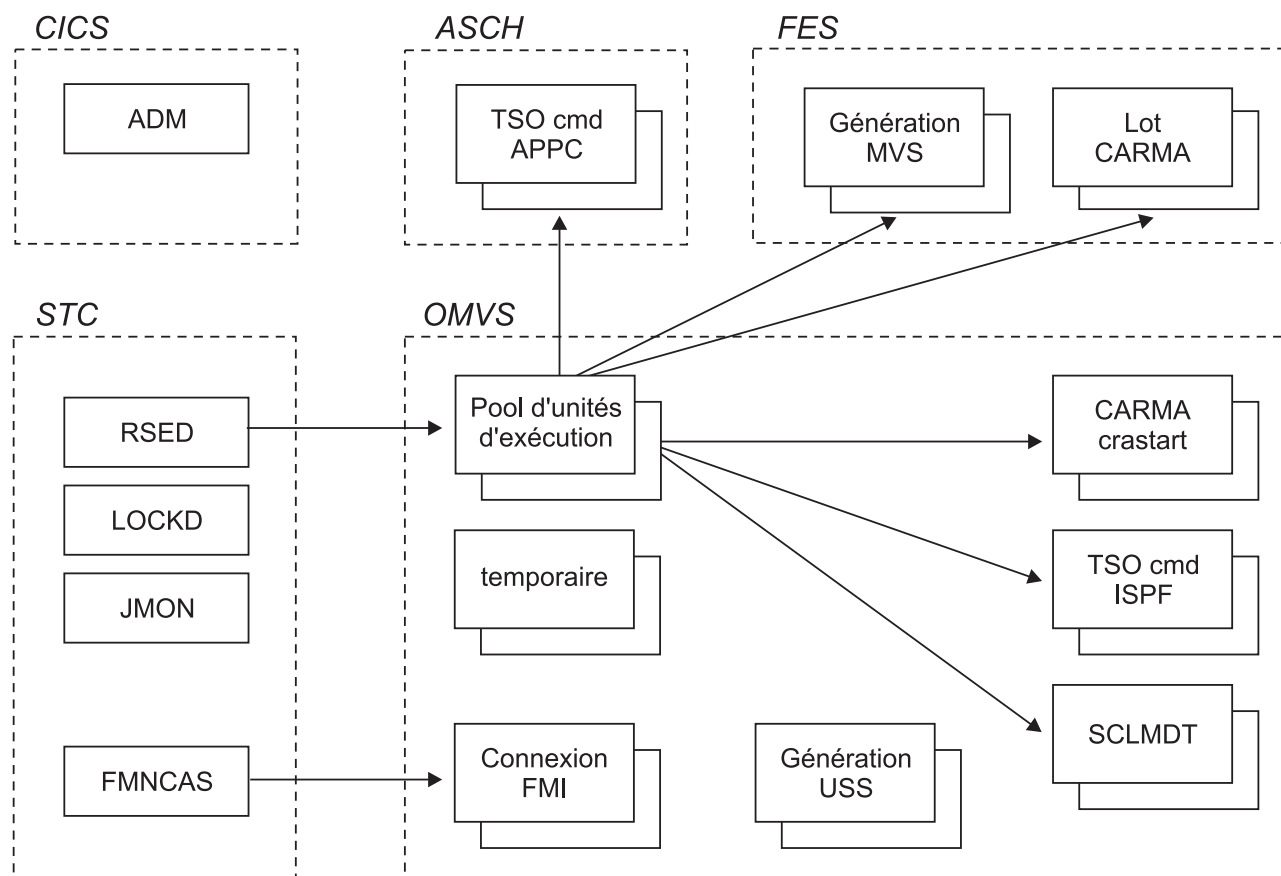 CICS
ADM
ASCH
TSO cmd
APPC
FES
Génération
MVS
Lot
CARMA
STC
RSED
LOCKD
JMON
FMNCAS
OMVS
Pool d'unités
d'exécution
temporaire
Connexion
FMI
Génération
USS
CARMA
crastart
TSO cmd
ISPF
SCLMDT